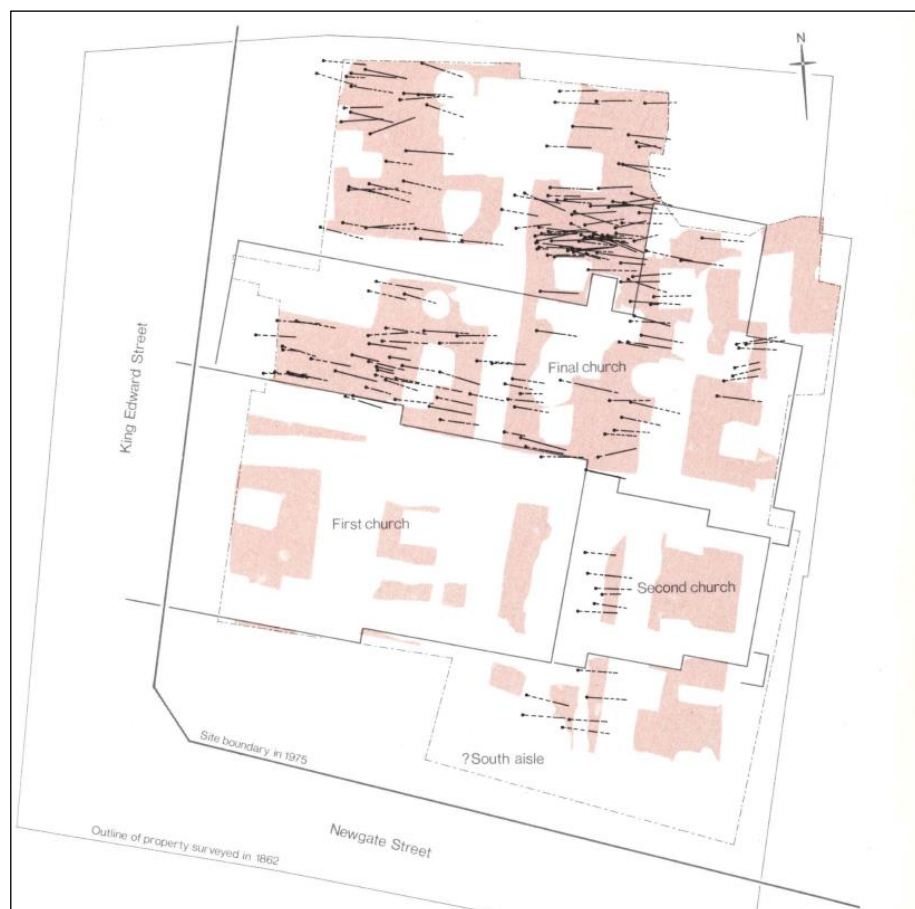 N
King Edward Street
Final church
First church
Second church
Site boundary in 1975
?South aisle
Newgate Street
Outline of property surveyed in 1862